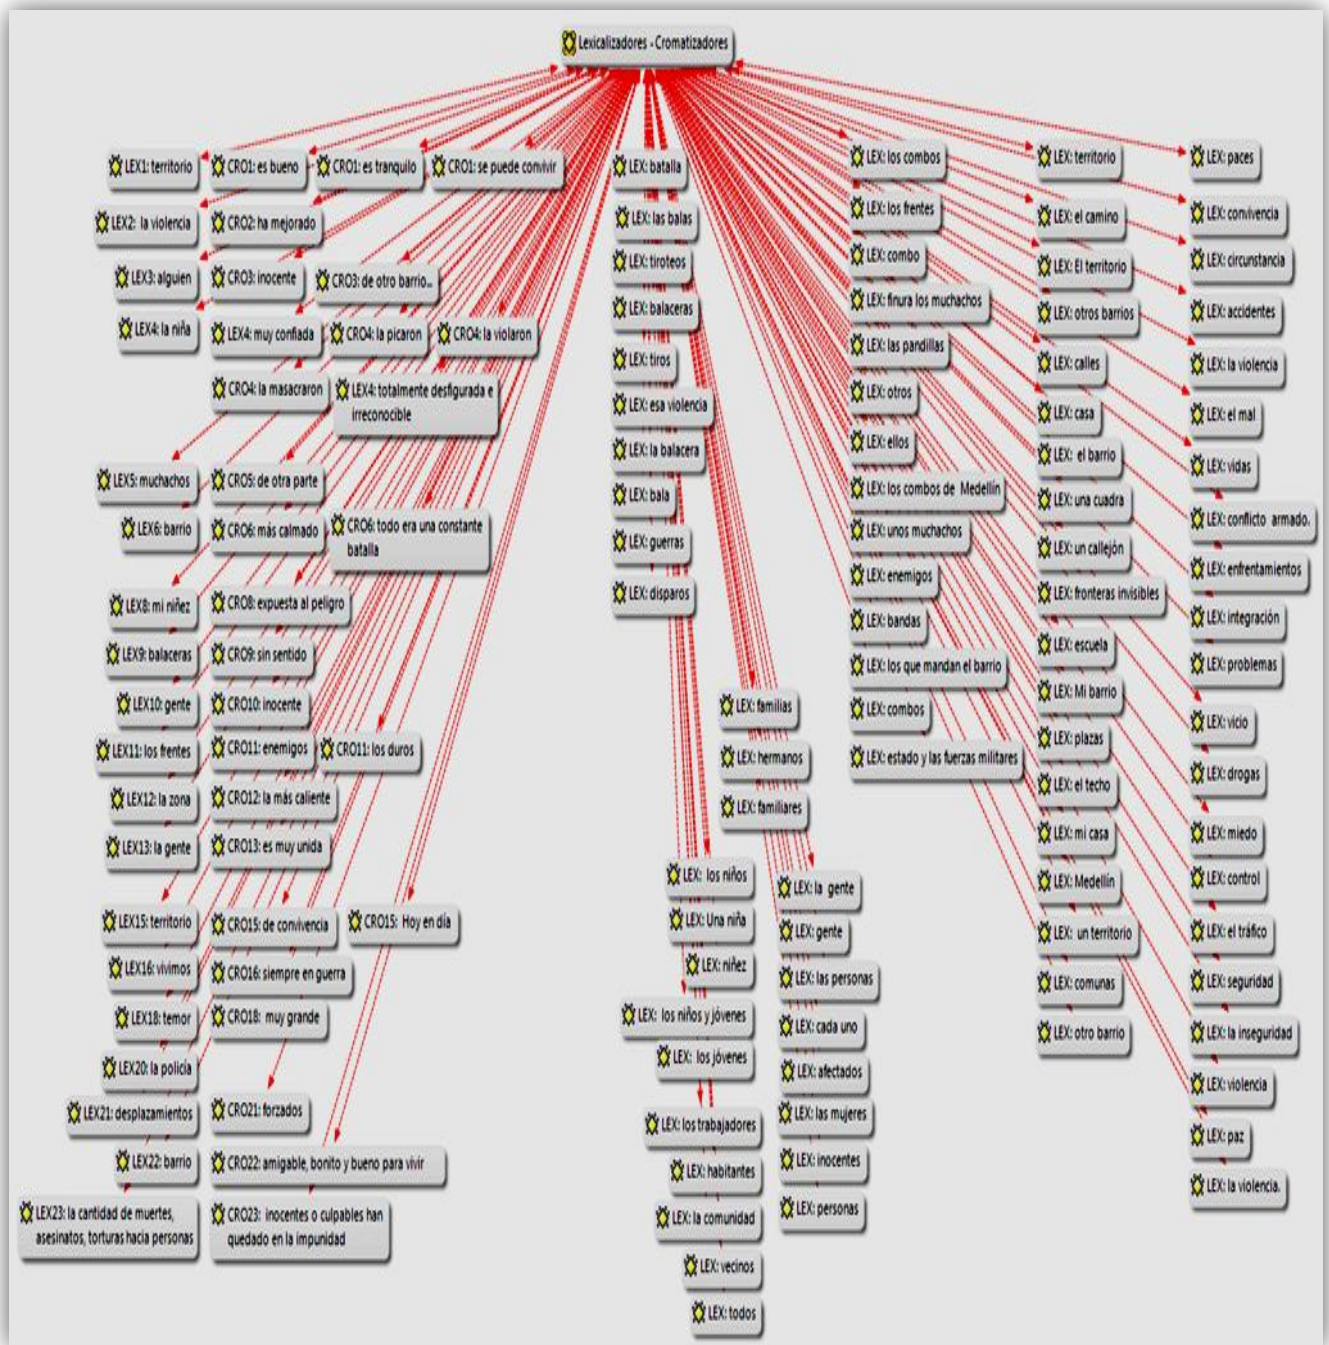 Lexicalizadores - Cromatizadores
LEX1: territorio
CRO1: es bueno
CRO1: es tranquilo
CRO1: se puede convivir
LEX2: la violencia
CRO2: ha mejorado
LEX3: alguien
CRO3: inocente
CRO3: de otro barrio...
LEX4: la niña
LEX4: muy confiada
CRO4: la picaron
CRO4: la violaron
CRO4: la masacraron
LEX4: totalmente desfigurada e
irreconocible
LEX5: muchachos
CRO5: de otra parte
LEX6: barrio
CRO6: más calmado
CRO6: todo era una constante
batalla
LEX8: mi niñez
CRO8: expuesta al peligro
LEX9: balaceras
CRO9: sin sentido
LEX10: gente
CRO10: inocente
LEX11: los frentes
CRO11: enemigos
CRO11: los duros
LEX12: la zona
CRO12: la más caliente
LEX13: la gente
CRO13: es muy unida
LEX15: territorio
CRO15: de convivencia
CRO15: Hoy en día
LEX16: vivimos
CRO16: siempre en guerra
LEX18: temor
CRO18: muy grande
LEX20: la policía
LEX21: desplazamientos
CRO21: forzados
LEX22: barrio
CRO22: amigable, bonito y bueno para vivir
LEX23: la cantidad de muertes,
asesinatos, torturas hacia personas
CRO23: inocentes o culpables han
quedado en la impunidad
LEX: batalla
LEX: las balas
LEX: tiroteos
LEX: balaceras
LEX: tiros
LEX: esa violencia
LEX: la balacera
LEX: bala
LEX: guerras
LEX: disparos
LEX: familias
LEX: hermanos
LEX: familiares
LEX: los niños
LEX: Una niña
LEX: niñez
LEX: los niños y jóvenes
LEX: los jóvenes
LEX: los trabajadores
LEX: habitantes
LEX: la comunidad
LEX: vecinos
LEX: todos
LEX: la gente
LEX: gente
LEX: las personas
LEX: cada uno
LEX: afectados
LEX: las mujeres
LEX: inocentes
LEX: personas
LEX: los combos
LEX: los frentes
LEX: combo
LEX: finura los muchachos
LEX: las pandillas
LEX: otros
LEX: ellos
LEX: los combos de Medellín
LEX: unos muchachos
LEX: enemigos
LEX: bandas
LEX: los que mandan el barrio
LEX: combos
LEX: estado y las fuerzas militares
LEX: territorio
LEX: el camino
LEX: El territorio
LEX: otros barrios
LEX: calles
LEX: casa
LEX: el barrio
LEX: una cuadra
LEX: un callejón
LEX: fronteras invisibles
LEX: escuela
LEX: Mi barrio
LEX: plazas
LEX: el techo
LEX: mi casa
LEX: Medellín
LEX: un territorio
LEX: comunas
LEX: otro barrio
LEX: paces
LEX: convivencia
LEX: circunstancia
LEX: accidentes
LEX: la violencia
LEX: el mal
LEX: vidas
LEX: conflicto armado.
LEX: enfrentamientos
LEX: integración
LEX: problemas
LEX: vicio
LEX: drogas
LEX: miedo
LEX: control
LEX: el tráfico
LEX: seguridad
LEX: la inseguridad
LEX: violencia
LEX: paz
LEX: la violencia.